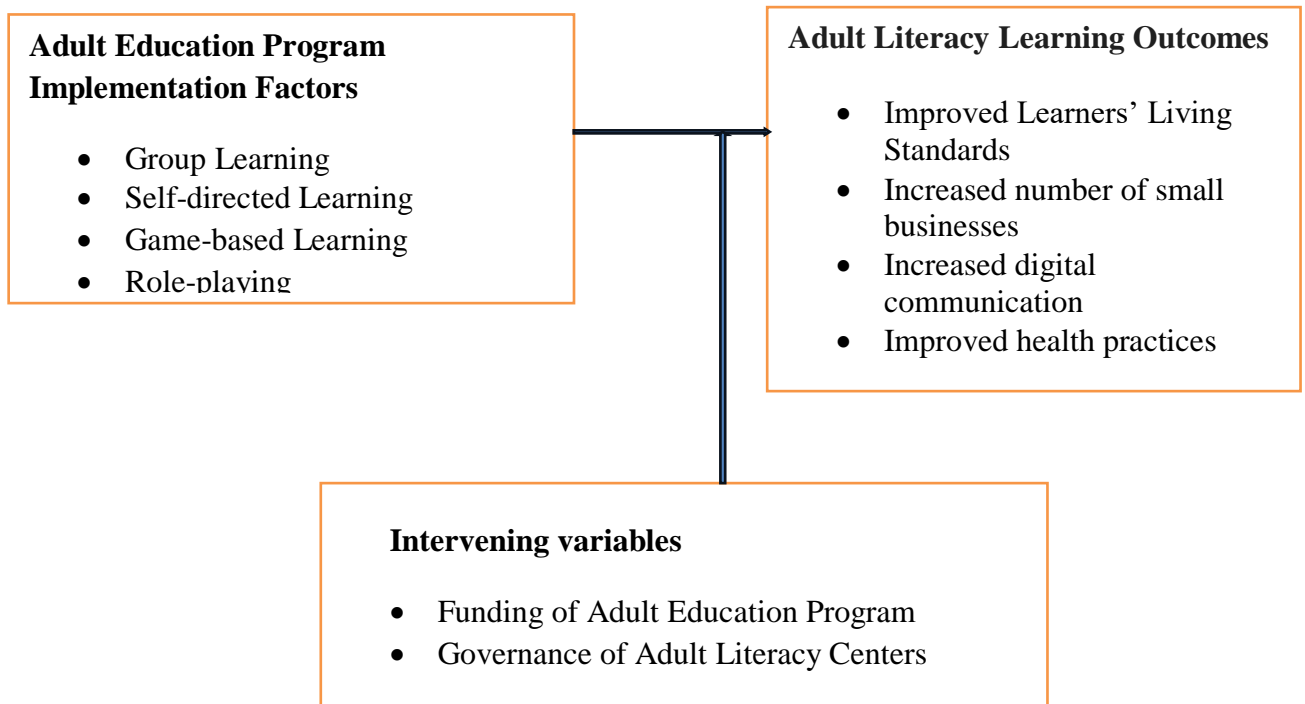 Adult Education Program
Implementation Factors
• Group Learning
• Self-directed Learning
• Game-based Learning
• Role-playing
Adult Literacy Learning Outcomes
• Improved Learners’ Living
Standards
• Increased number of small
businesses
• Increased digital
communication
• Improved health practices
Intervening variables
• Funding of Adult Education Program
• Governance of Adult Literacy Centers